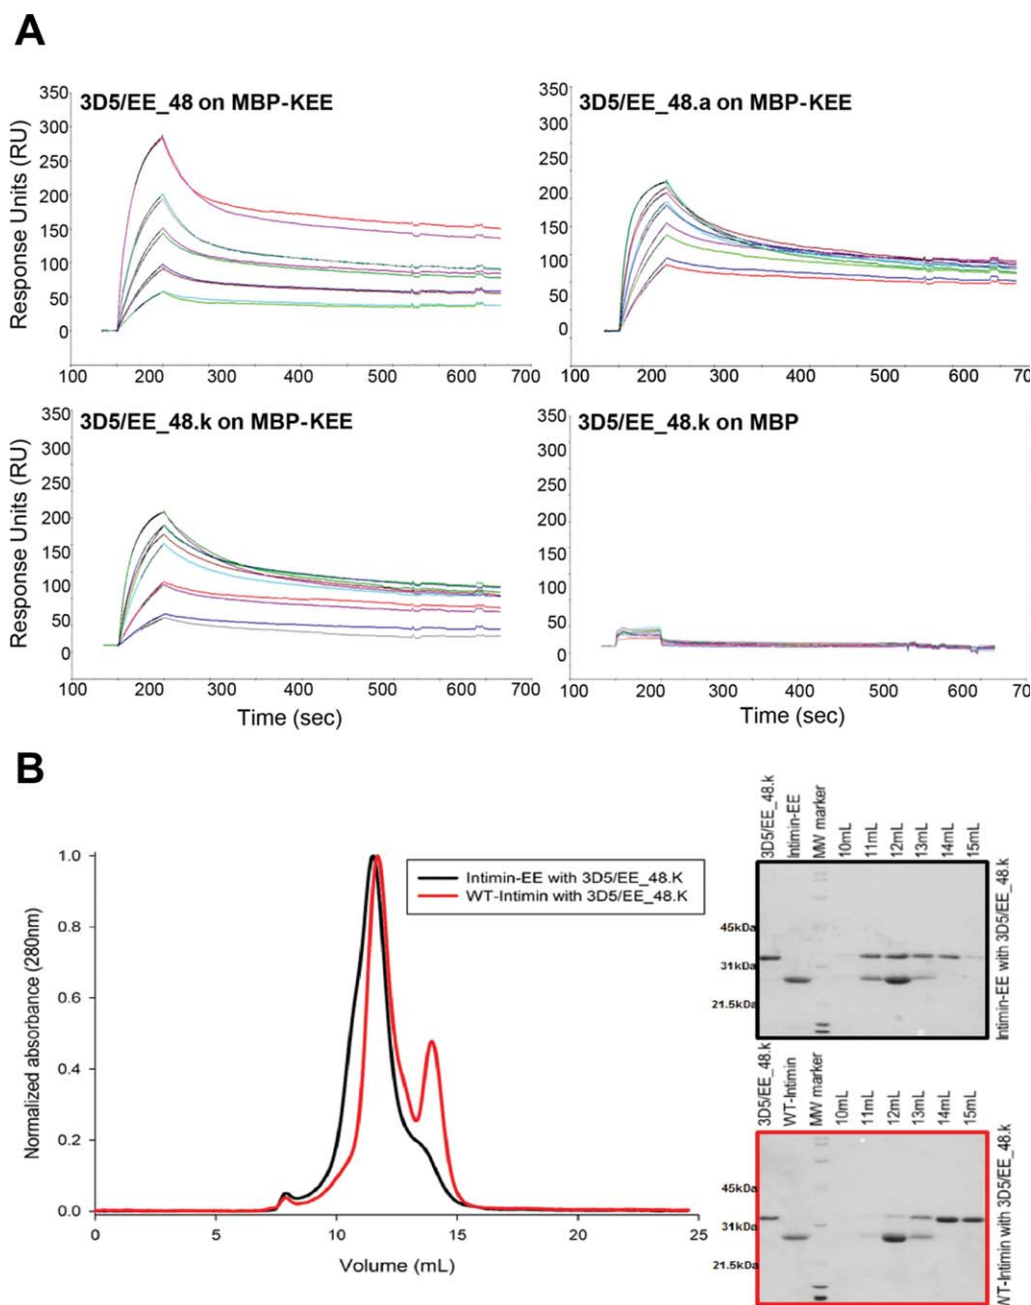 A
3D5/EE_48 on MBP-KEE
Response Units (RU)
350
300
250
200
150
100
50
0
100 200 300 400 500 600 700
3D5/EE_48.a on MBP-KEE
350
300
250
200
150
100
50
0
100 200 300 400 500 600 70
3D5/EE_48.k on MBP-KEE
Response Units (RU)
350
300
250
200
150
100
50
0
100 200 300 400 500 600 700
Time (sec)
3D5/EE_48.k on MBP
350
300
250
200
150
100
50
0
100 200 300 400 500 600 70
Time (sec)
B
Normalized absorbance (280nm)
1.0
0.8
0.6
0.4
0.2
0.0
0 5 10 15 20 25
Volume (mL)
Intimin-EE with 3D5/EE_48.K
WT-Intimin with 3D5/EE_48.K
3D5/EE_48.k
Intimin-EE
MW marker
10mL
11mL
12mL
13mL
14mL
15mL
45kDa
31kDa
21.5kDa
Intimin-EE with 3D5/EE_48.k
3D5/EE_48.k
WT-Intimin
MW marker
10mL
11mL
12mL
13mL
14mL
15mL
45kDa
31kDa
21.5kDa
WT-Intimin with 3D5/EE_48.k